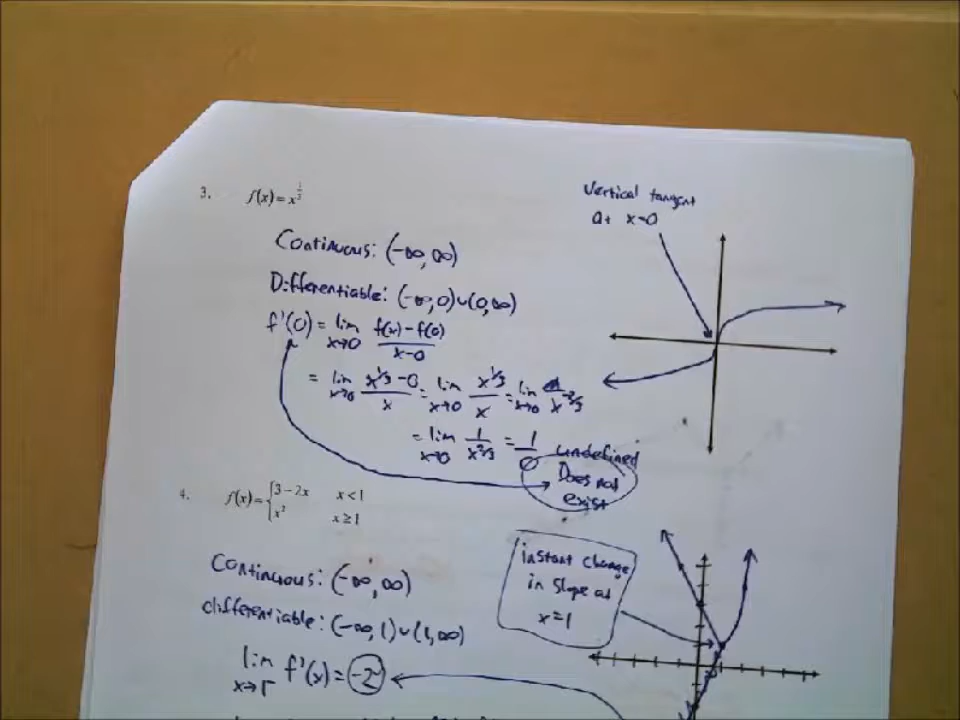 3. f(x) = x^{1/3}
Vertical tangent
at x=0
Continuous: (-∞, ∞)
Differentiable: (-∞, 0)∪(0, ∞)
f'(0) = lim x→0 f(x) - f(0) / x-0
= lim x→0 x^{1/3} - 0 / x = lim x→0 x^{1/3} / x = lim x→0 x^{-2/3}
= lim x→0 1 / x^{2/3} = 1/0 undefined
Does not
exist
4. f(x) = { 3 - 2x x < 1
x² x ≥ 1
instant change
in slope at
x=1
Continuous: (-∞, ∞)
differentiable: (-∞, 1)∪(1, ∞)
lim x→1⁻ f'(x) = -2